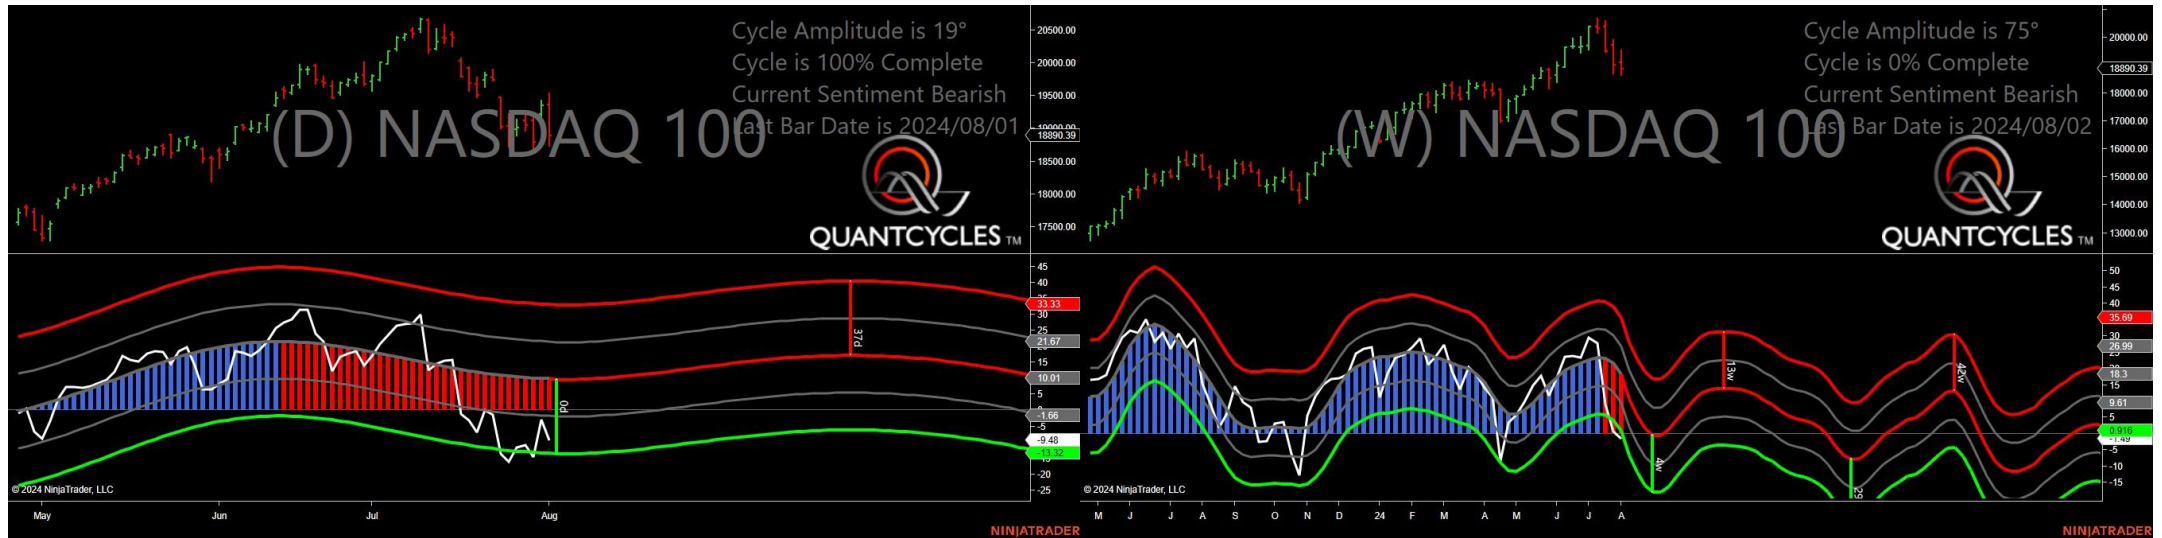 Cycle Amplitude is 19°
Cycle is 100% Complete
Current Sentiment Bearish
Last Bar Date is 2024/08/01
(D) NASDAQ 100
QUANTCYCLES TM
20500.00
20000.00
19500.00
19000.00
18890.39
18500.00
18000.00
17500.00
45
40
33.33
30
25
21.67
15
10.01
5
-1.66
-5
-9.48
-13.32
-20
-25
37d
0d
© 2024 NinjaTrader, LLC
May
Jun
Jul
Aug
NINJATRADER
Cycle Amplitude is 75°
Cycle is 0% Complete
Current Sentiment Bearish
Last Bar Date is 2024/08/02
(W) NASDAQ 100
QUANTCYCLES TM
20000.00
18890.39
18000.00
17000.00
16000.00
15000.00
14000.00
13000.00
50
45
40
35.69
30
26.99
18.3
15
9.61
5
0.916
-1.49
-5
-10
-15
13w
42w
4w
29
© 2024 NinjaTrader, LLC
M J J A S O N D 24 F M A M J J A
NINJATRADER